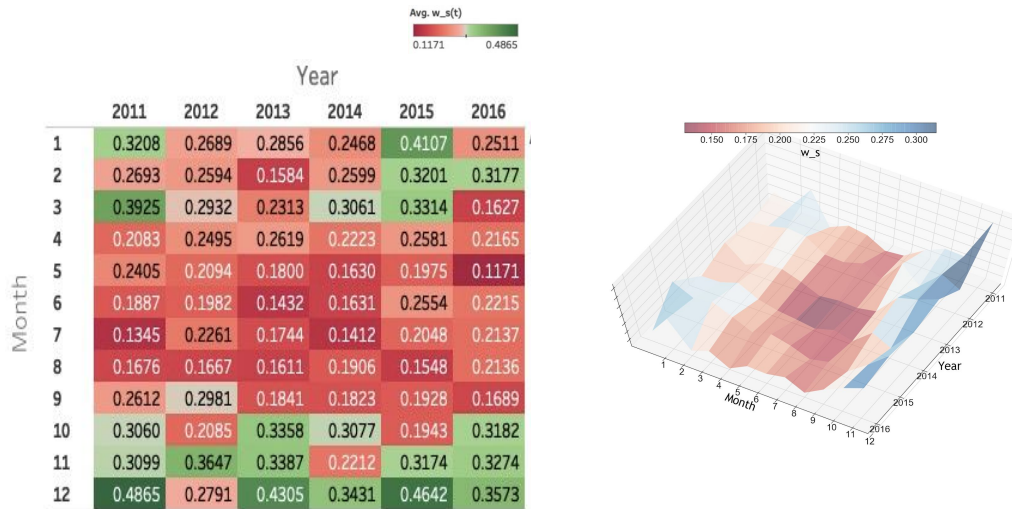 Avg. w_s(t)
0.1171 0.4865
Year
2011 2012 2013 2014 2015 2016
1 0.3208 0.2689 0.2856 0.2468 0.4107 0.2511
2 0.2693 0.2594 0.1584 0.2599 0.3201 0.3177
3 0.3925 0.2932 0.2313 0.3061 0.3314 0.1627
4 0.2083 0.2495 0.2619 0.2223 0.2581 0.2165
5 0.2405 0.2094 0.1800 0.1630 0.1975 0.1171
6 0.1887 0.1982 0.1432 0.1631 0.2554 0.2215
7 0.1345 0.2261 0.1744 0.1412 0.2048 0.2137
8 0.1676 0.1667 0.1611 0.1906 0.1548 0.2136
9 0.2612 0.2981 0.1841 0.1823 0.1928 0.1689
10 0.3060 0.2085 0.3358 0.3077 0.1943 0.3182
11 0.3099 0.3647 0.3387 0.2212 0.3174 0.3274
12 0.4865 0.2791 0.4305 0.3431 0.4642 0.3573
Month
0.150 0.175 0.200 0.225 0.250 0.275 0.300
w_s
1 2 3 4 5 6 7 8 9 10 11 12
Month
2011
2012
2013
2014
2015
2016
Year